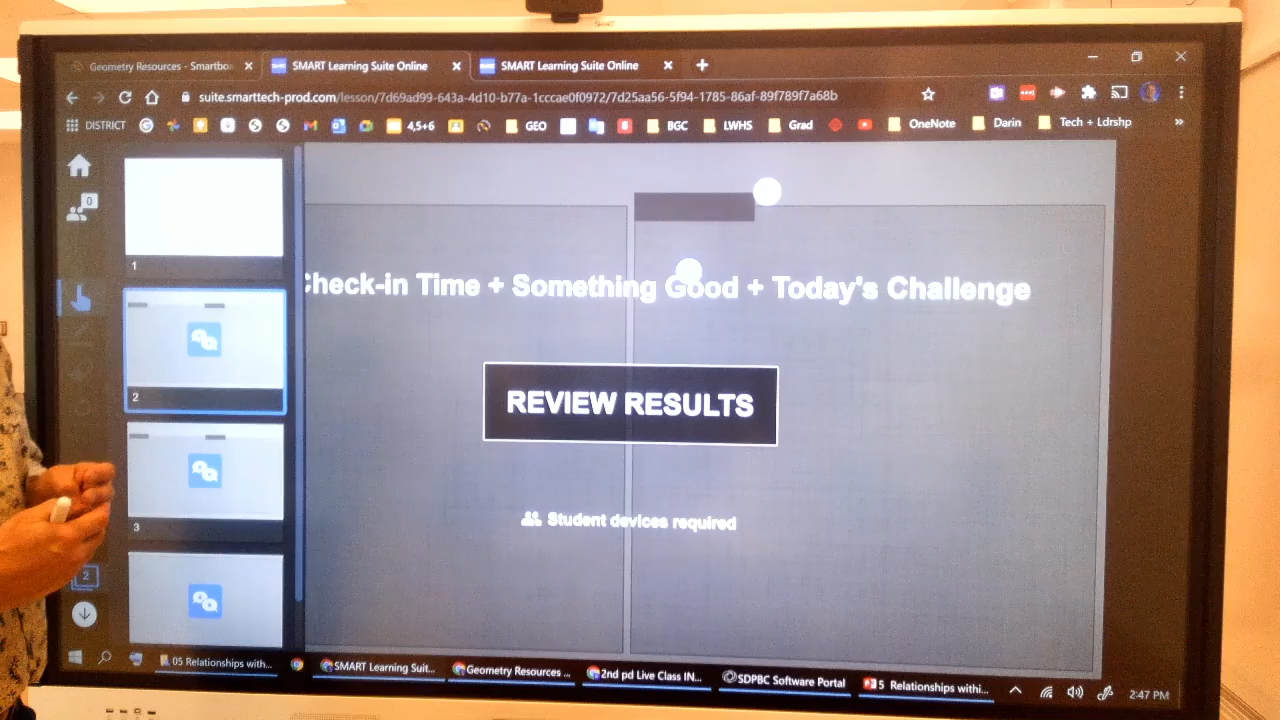 SMART
Geometry Resources - Smartboa
SMART Learning Suite Online
SMART Learning Suite Online
suite.smarttech-prod.com/lesson/7d69ad99-643a-4d10-b77a-1cccae0f0972/7d25aa56-5f94-1785-86af-89f789f7a68b
DISTRICT 4,5+6 GEO BGC LWHS Grad OneNote Darin Tech + Ldrshp »
0
1
2
3
2
Check-in Time + Something Good + Today's Challenge
REVIEW RESULTS
Student devices required
05 Relationships with... SMART Learning Suit... Geometry Resources ... 2nd pd Live Class IN... SDPBC Software Portal 5 Relationships withi... 2:47 PM